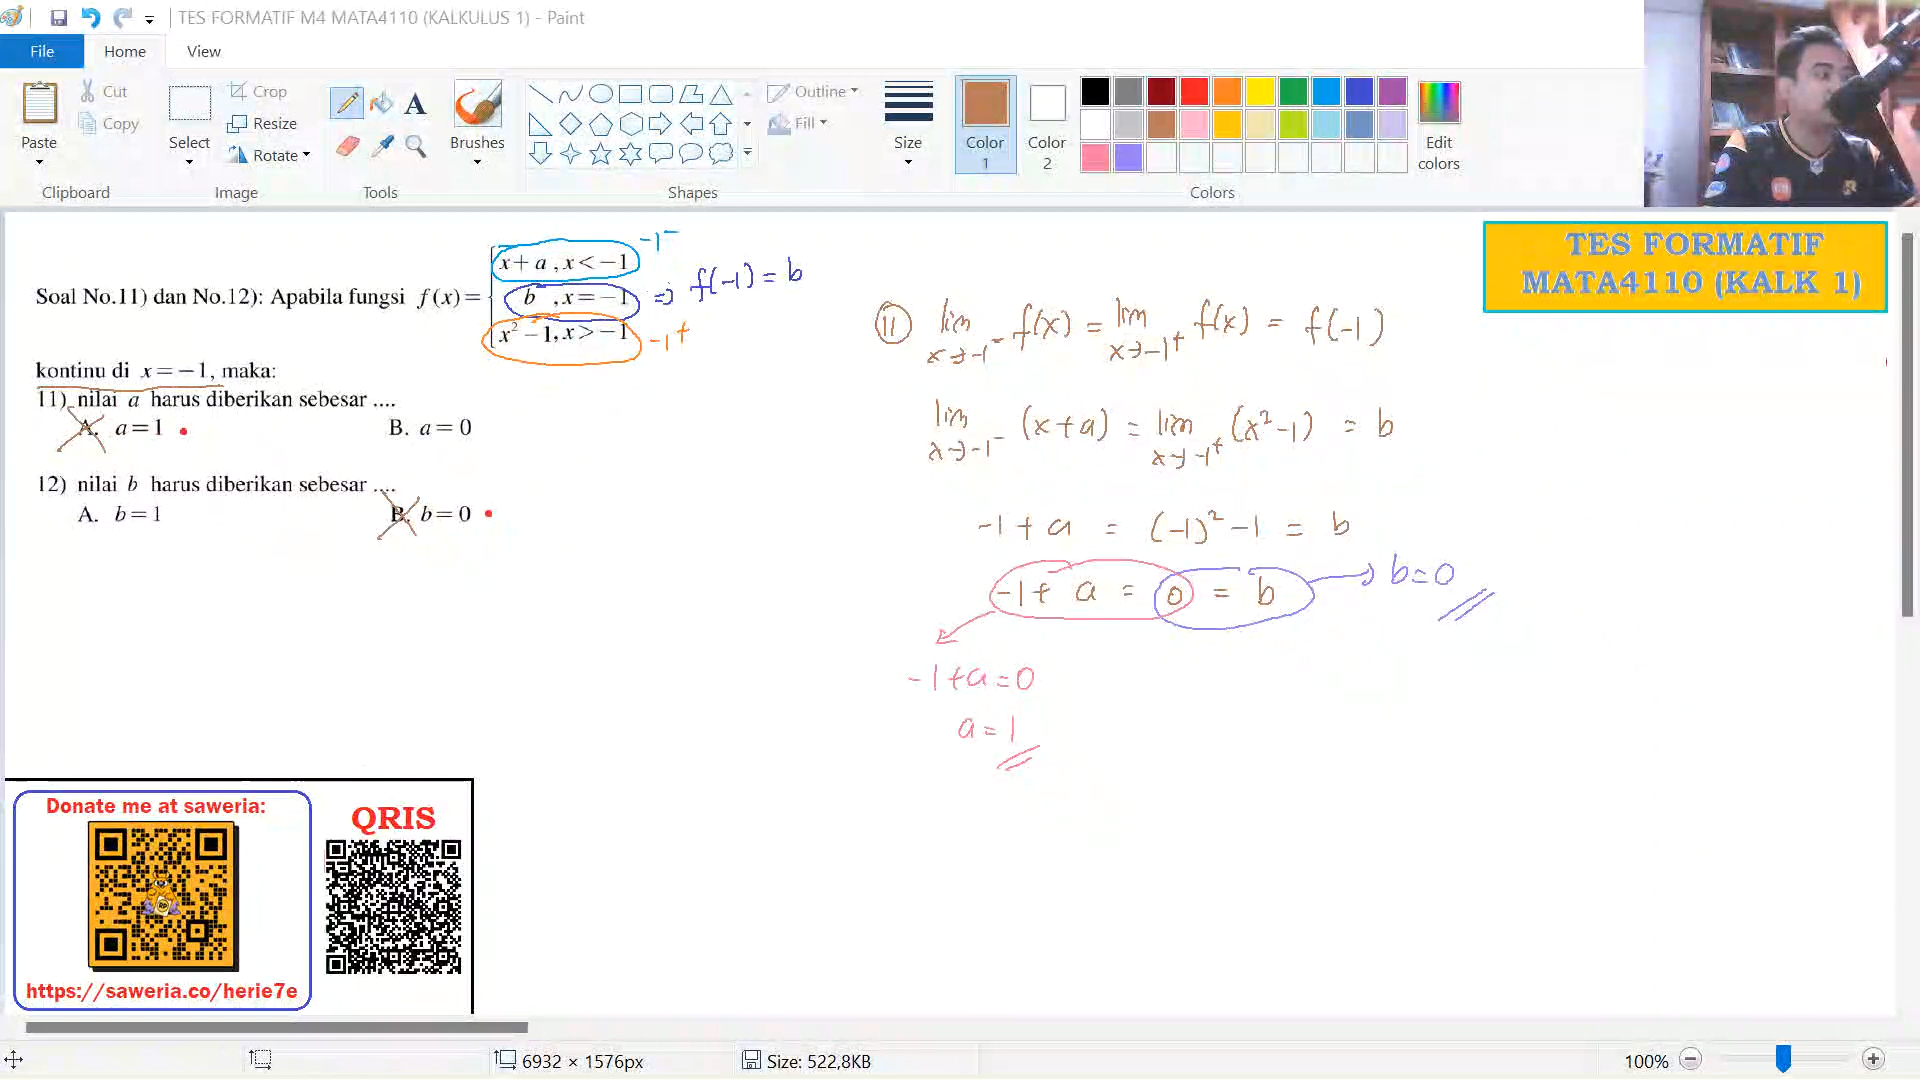 TES FORMATIF M4 MATA4110 (KALKULUS 1) - Paint
File Home View
Paste Cut Copy Clipboard
Select Crop Resize Rotate Image
Tools
Brushes
Outline Fill Shapes
Size
Color 1 Color 2 Edit colors Colors
TES FORMATIF
MATA4110 (KALK 1)
x + a , x < −1
-1⁻
Soal No.11) dan No.12): Apabila fungsi f(x) = b , x = −1
⇒ f(-1) = b
x² − 1, x > −1
-1⁺
kontinu di x = −1, maka:
11) nilai a harus diberikan sebesar ....
A. a = 1 B. a = 0
12) nilai b harus diberikan sebesar ....
A. b = 1 B. b = 0
11 lim x→-1⁻ f(x) = lim x→-1⁺ f(x) = f(-1)
lim x→-1⁻ (x+a) = lim x→-1⁺ (x²-1) = b
-1 + a = (-1)² -1 = b
-1 + a = 0 = b → b=0
-1+a=0
a=1
Donate me at saweria:
https://saweria.co/herie7e
QRIS
6932 × 1576px Size: 522,8KB 100%